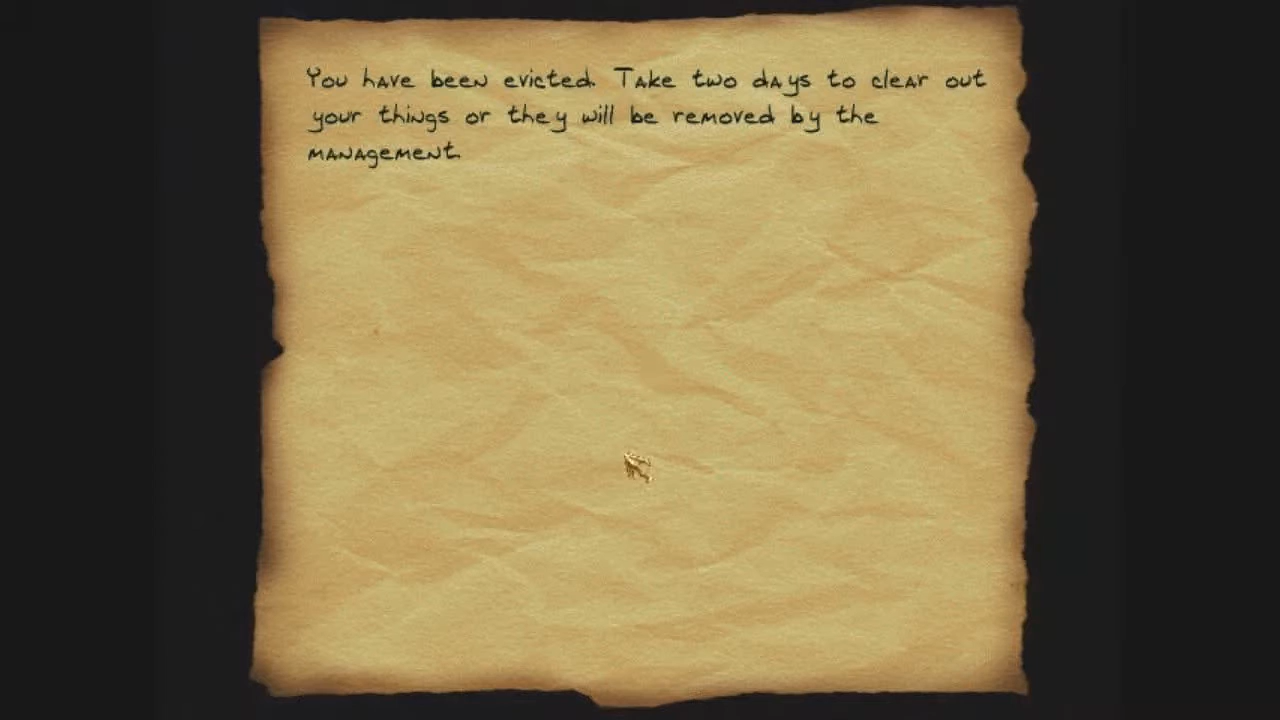 You have been evicted. Take two days to clear out
your things or they will be removed by the
management.